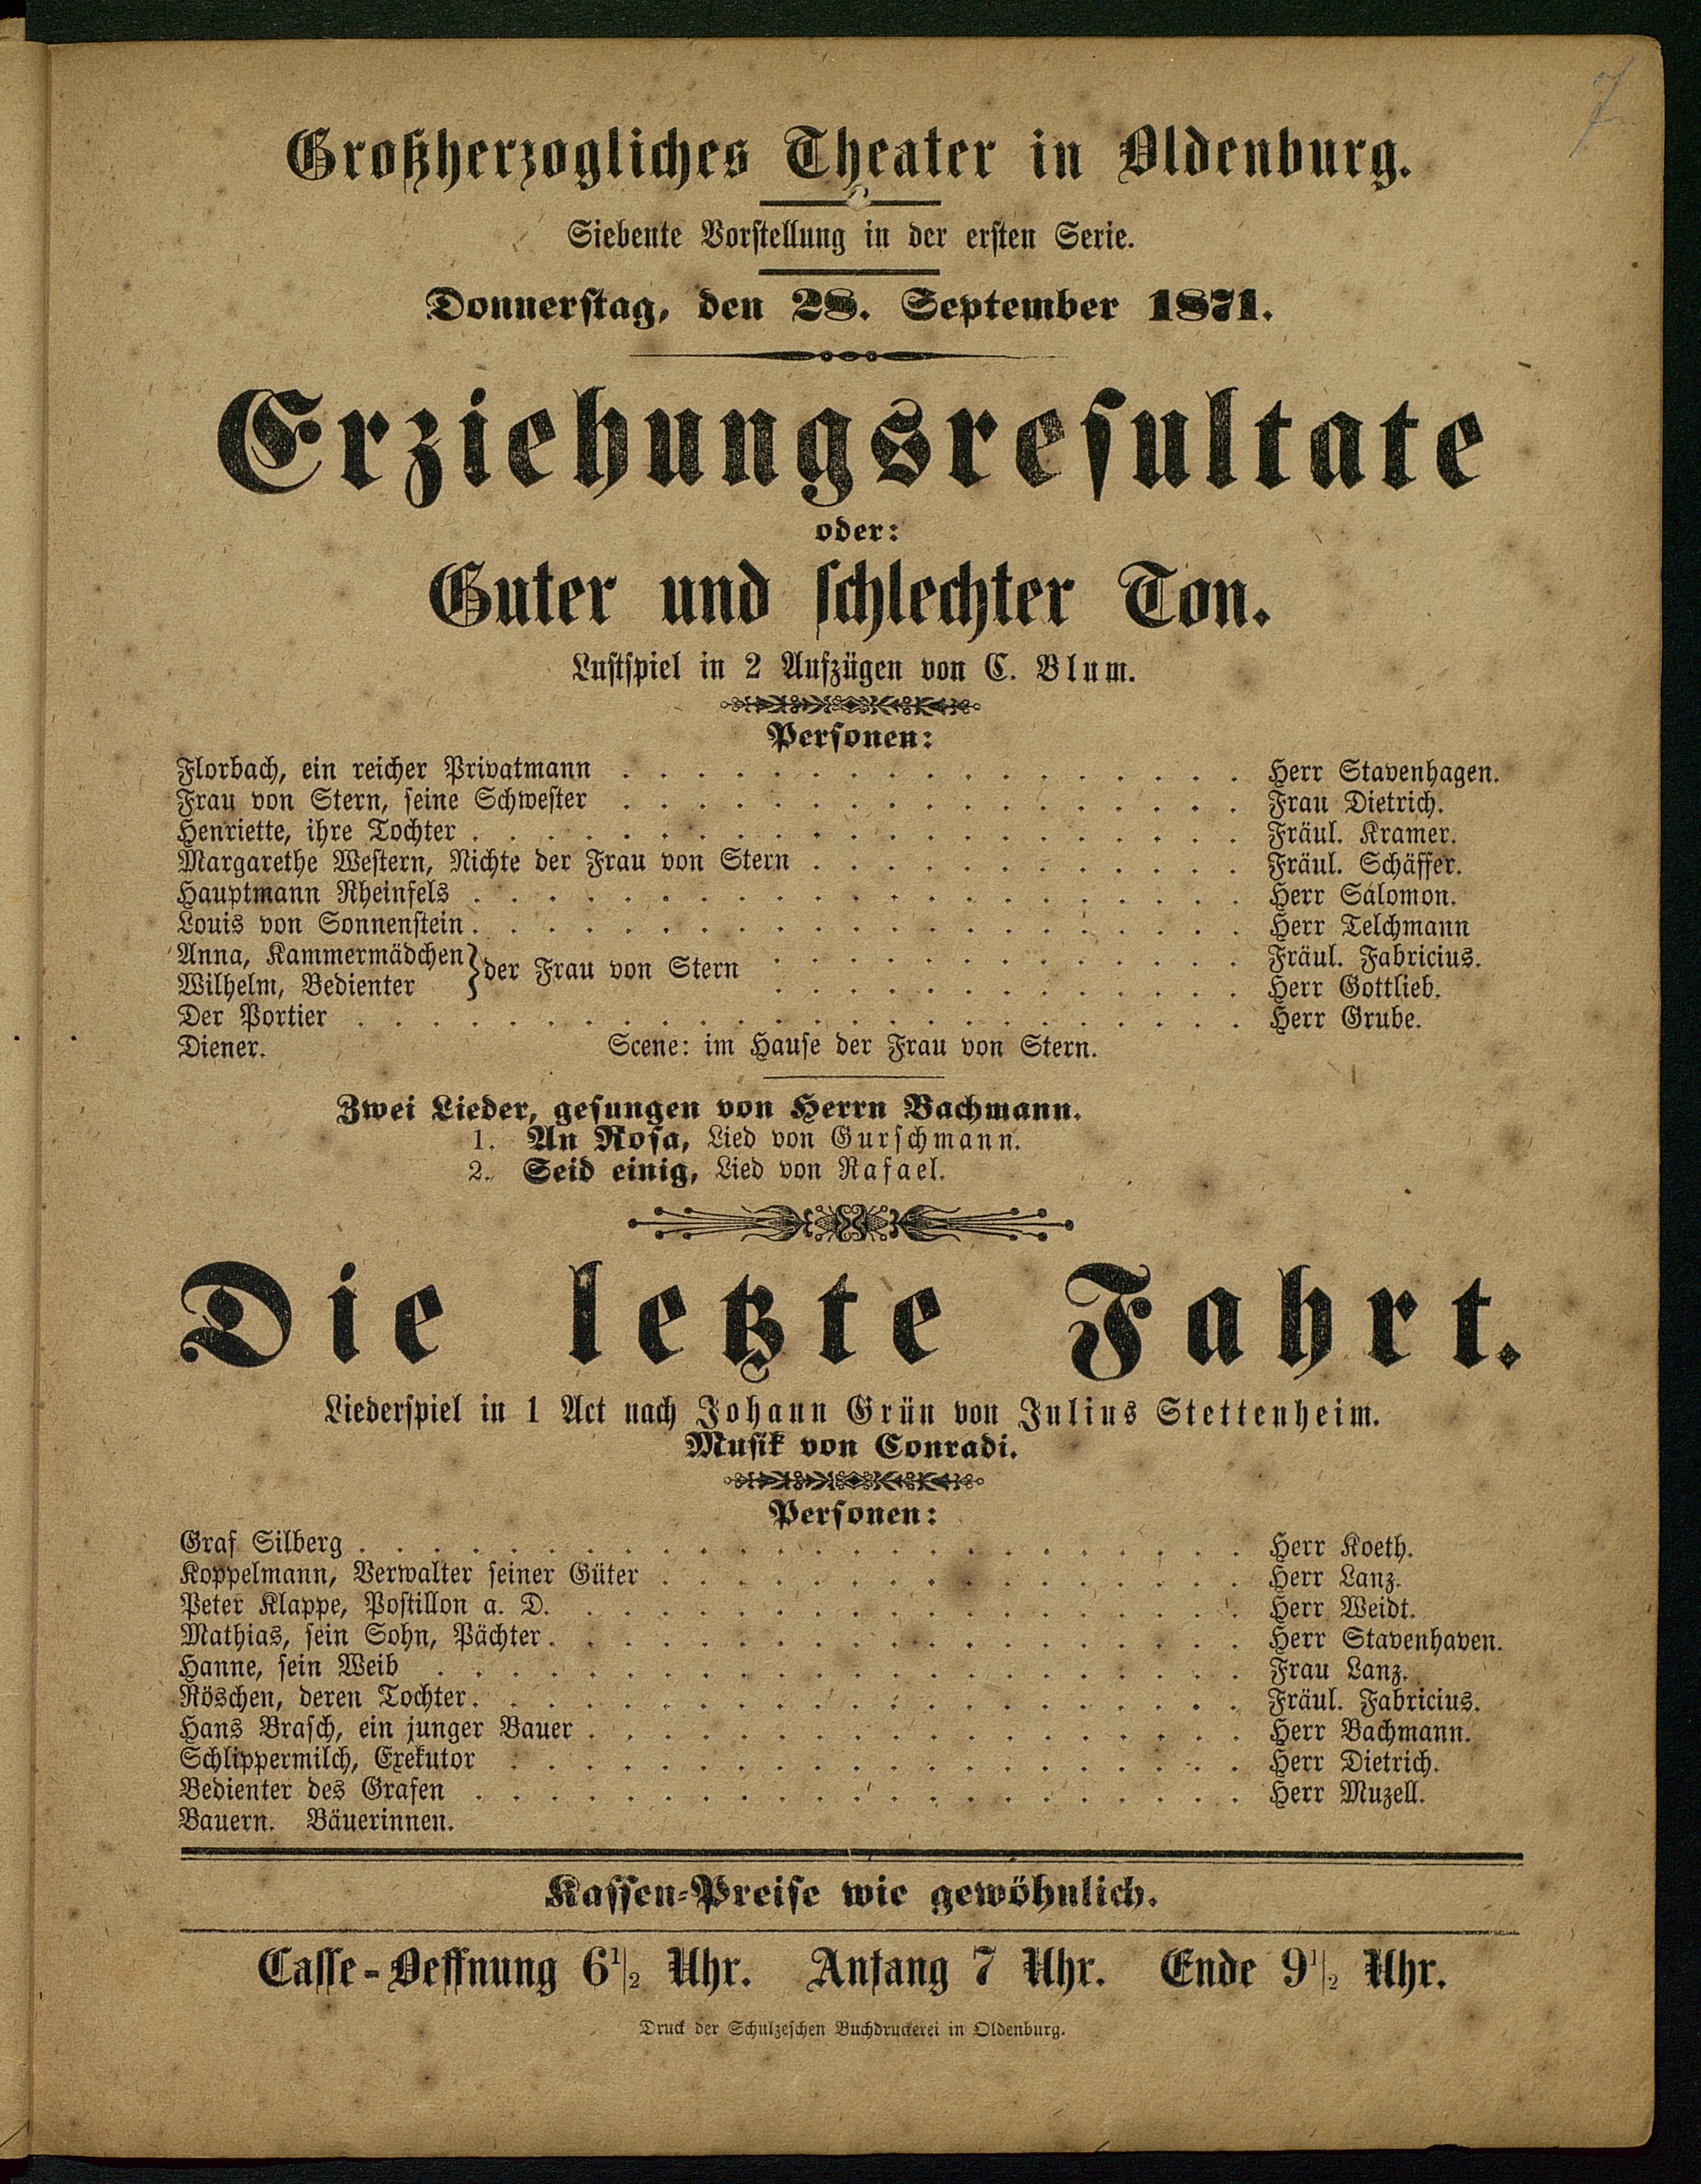 7
Großherzogliches Theater in Oldenburg.
Siebente Vorstellung in der ersten Serie.
Donnerstag, den 28. September 1871.
Erziehungsresultate
oder:
Guter und schlechter Ton.
Lustspiel in 2 Aufzügen von C. Blum.
Personen:
Florbach, ein reicher Privatmann . . . . . Herr Stavenhagen.
Frau von Stern, seine Schwester . . . . . Frau Dietrich.
Henriette, ihre Tochter . . . . . Fräul. Kramer.
Margarethe Western, Nichte der Frau von Stern . . . . . Fräul. Schäffer.
Hauptmann Rheinfels . . . . . Herr Salomon.
Louis von Sonnenstein . . . . . Herr Telchmann
Anna, Kammermädchen } der Frau von Stern . . . . . Fräul. Fabricius.
Wilhelm, Bedienter . . . . . Herr Gottlieb.
Der Portier . . . . . Herr Grube.
Diener. Scene: im Hause der Frau von Stern.
Zwei Lieder, gesungen von Herrn Bachmann.
1. An Rosa, Lied von Gurschmann.
2. Seid einig, Lied von Rafael.
Die letzte Fahrt.
Liederspiel in 1 Act nach Johann Grün von Julius Stettenheim.
Musik von Conradi.
Personen:
Graf Silberg . . . . . Herr Koeth.
Koppelmann, Verwalter seiner Güter . . . . . Herr Lanz.
Peter Klappe, Postillon a. D. . . . . . Herr Weidt.
Mathias, sein Sohn, Pächter . . . . . Herr Stavenhaven.
Hanne, sein Weib . . . . . Frau Lanz.
Röschen, deren Tochter . . . . . Fräul. Fabricius.
Hans Brasch, ein junger Bauer . . . . . Herr Bachmann.
Schlippermilch, Exekutor . . . . . Herr Dietrich.
Bedienter des Grafen . . . . . Herr Muzell.
Bauern. Bäuerinnen.
Kassen-Preise wie gewöhnlich.
Casse-Oeffnung 6 1/2 Uhr. Anfang 7 Uhr. Ende 9 1/2 Uhr.
Druck der Schulzeschen Buchdruckerei in Oldenburg.